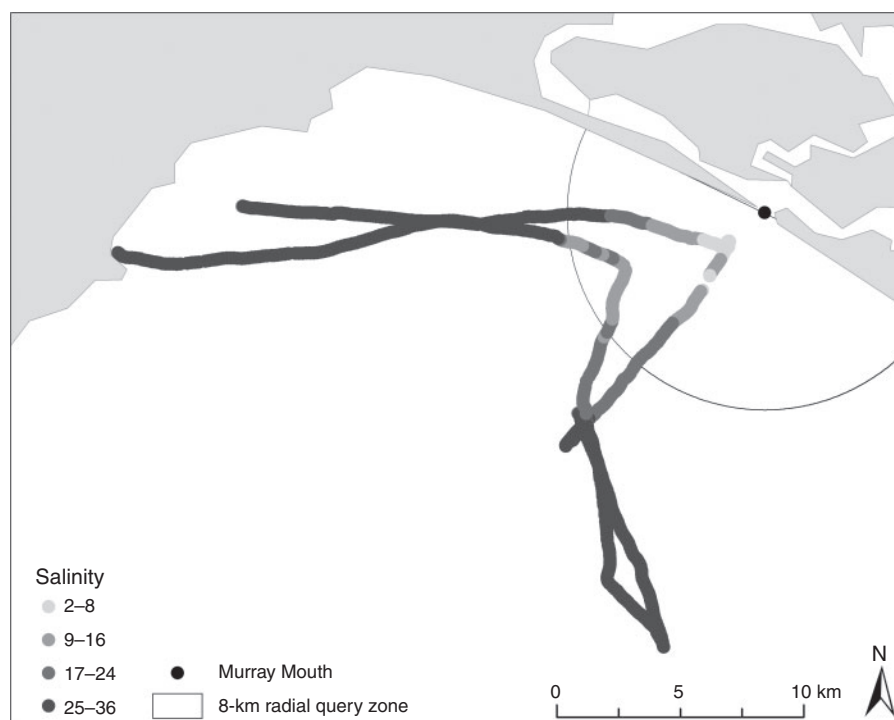 Salinity
2–8
9–16
17–24
25–36
Murray Mouth
8-km radial query zone
0 5 10 km
N